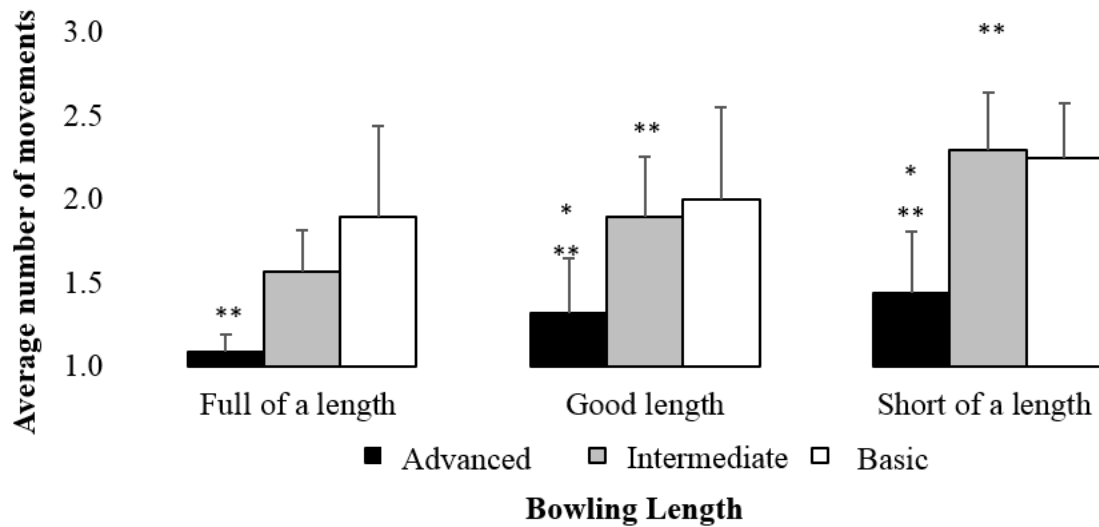 Average number of movements
3.0
2.5
2.0
1.5
1.0
**
*
**
**
**
*
**
Full of a length
Good length
Short of a length
Advanced
Intermediate
Basic
Bowling Length